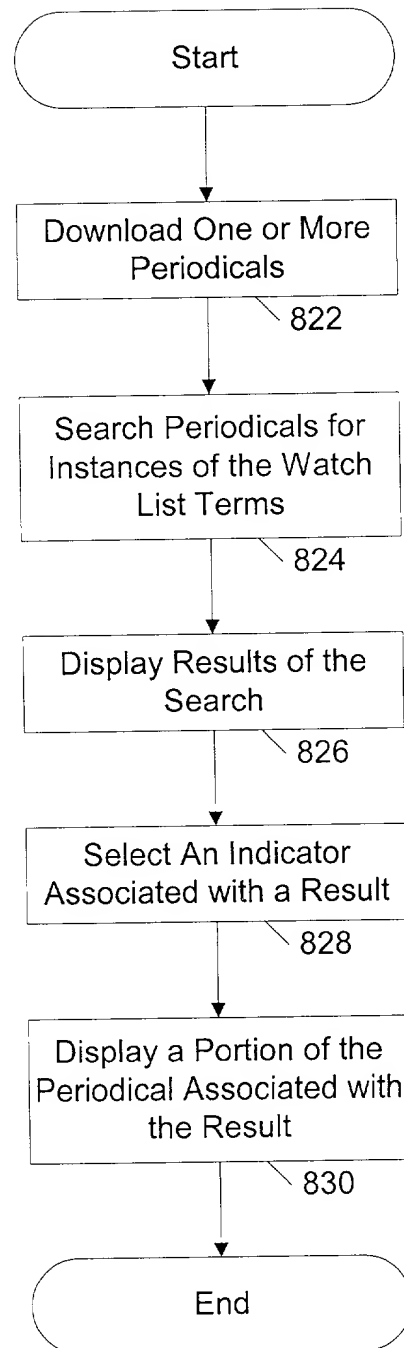 Start
Download One or More
Periodicals
822
Search Periodicals for
Instances of the Watch
List Terms
824
Display Results of the
Search
826
Select An Indicator
Associated with a Result
828
Display a Portion of the
Periodical Associated with
the Result
830
End